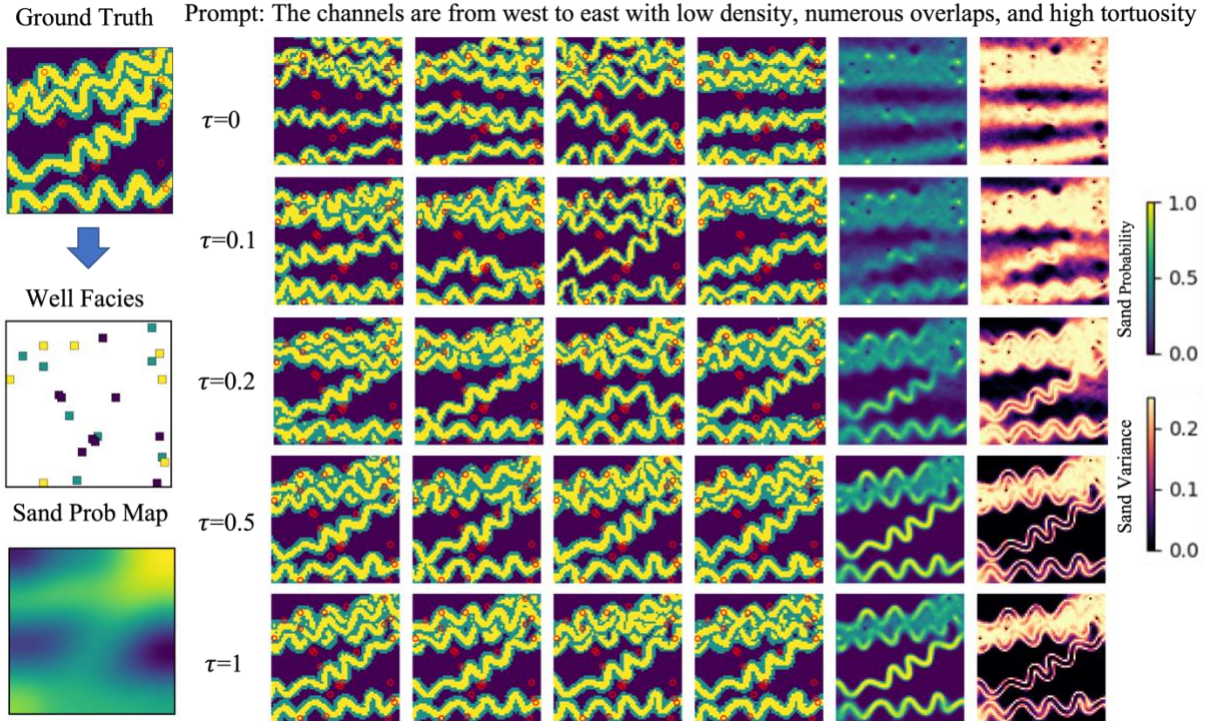 Ground Truth
Prompt: The channels are from west to east with low density, numerous overlaps, and high tortuosity
τ=0
τ=0.1
Well Facies
τ=0.2
Sand Prob Map
τ=0.5
τ=1
1.0
0.5
0.0
Sand Probability
0.2
0.1
0.0
Sand Variance